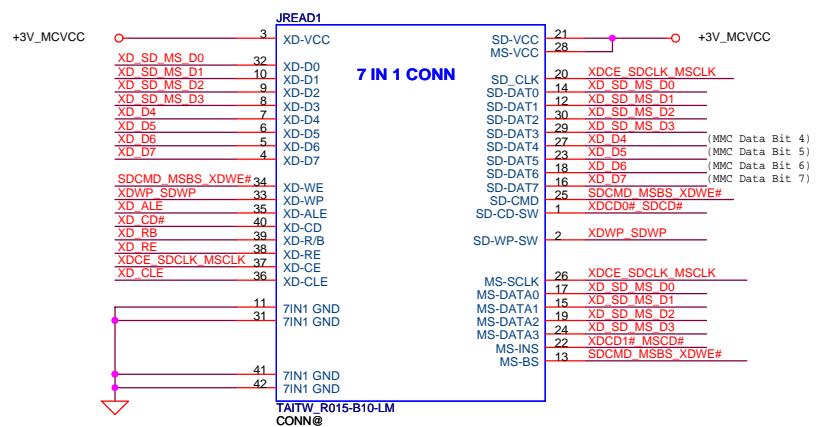 JREAD1
+3V_MCVCC 3 XD-VCC SD-VCC 21 +3V_MCVCC
MS-VCC 28
7 IN 1 CONN
XD_SD_MS_D0 32 XD-D0
XD_SD_MS_D1 10 XD-D1
XD_SD_MS_D2 9 XD-D2
XD_SD_MS_D3 8 XD-D3
XD_D4 7 XD-D4
XD_D5 6 XD-D5
XD_D6 5 XD-D6
XD_D7 4 XD-D7
SD_CLK 20 XDCE_SDCLK_MSCLK
SD-DAT0 14 XD_SD_MS_D0
SD-DAT1 12 XD_SD_MS_D1
SD-DAT2 30 XD_SD_MS_D2
SD-DAT3 29 XD_SD_MS_D3
SD-DAT4 27 XD_D4 (MMC Data Bit 4)
SD-DAT5 23 XD_D5 (MMC Data Bit 5)
SD-DAT6 18 XD_D6 (MMC Data Bit 6)
SD-DAT7 16 XD_D7 (MMC Data Bit 7)
SD-CMD 25 SDCMD_MSBS_XDWE#
SD-CD-SW 1 XDCD0#_SDCD#
SD-WP-SW 2 XDWP_SDWP
SDCMD_MSBS_XDWE# 34 XD-WE
XDWP_SDWP 33 XD-WP
XD_ALE 35 XD-ALE
XD_CD# 40 XD-CD
XD_RB 39 XD-R/B
XD_RE 38 XD-RE
XDCE_SDCLK_MSCLK 37 XD-CE
XD_CLE 36 XD-CLE
MS-SCLK 26 XDCE_SDCLK_MSCLK
MS-DATA0 17 XD_SD_MS_D0
MS-DATA1 15 XD_SD_MS_D1
MS-DATA2 19 XD_SD_MS_D2
MS-DATA3 24 XD_SD_MS_D3
MS-INS 22 XDCD1#_MSCD#
MS-BS 13 SDCMD_MSBS_XDWE#
11 7IN1 GND
31 7IN1 GND
41 7IN1 GND
42 7IN1 GND
TAITW_R015-B10-LM
CONN@